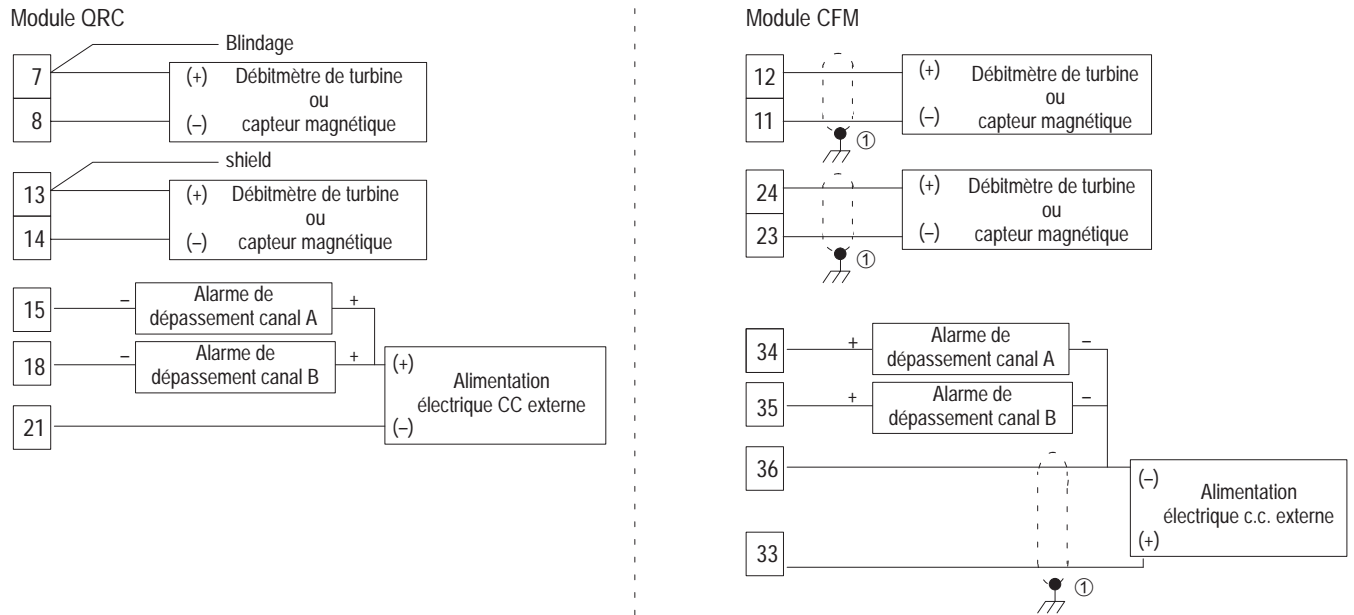 Module QRC
Blindage
7
(+) Débitmètre de turbine
ou
8
(–) capteur magnétique
shield
13
(+) Débitmètre de turbine
ou
14
(–) capteur magnétique
15
– Alarme de +
dépassement canal A
18
– Alarme de +
dépassement canal B
(+)
Alimentation
électrique CC externe
21
(–)
Module CFM
12
(+) Débitmètre de turbine
ou
11
(–) capteur magnétique
①
24
(+) Débitmètre de turbine
ou
23
(–) capteur magnétique
①
34
+ Alarme de –
dépassement canal A
35
+ Alarme de –
dépassement canal B
36
(–)
Alimentation
électrique c.c. externe
(+)
33
①